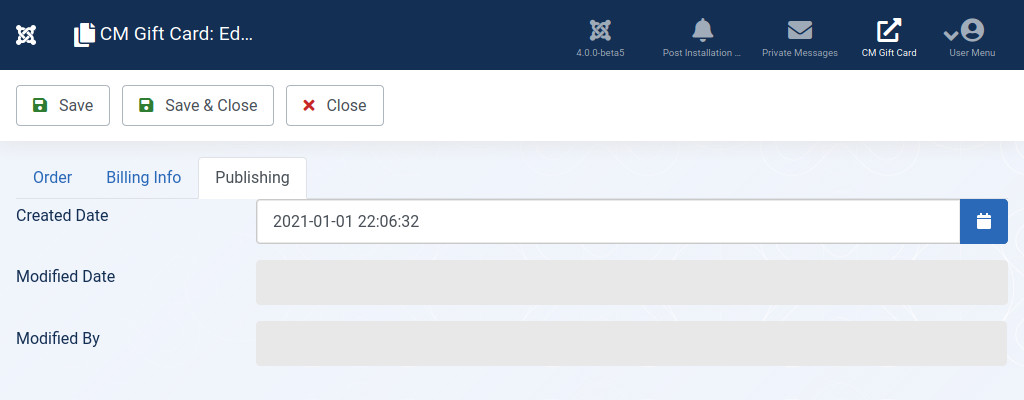 CM Gift Card: Ed...
4.0.0-beta5
Post Installation ...
Private Messages
CM Gift Card
User Menu
Save
Save & Close
Close
Order
Billing Info
Publishing
Created Date
2021-01-01 22:06:32
Modified Date
Modified By